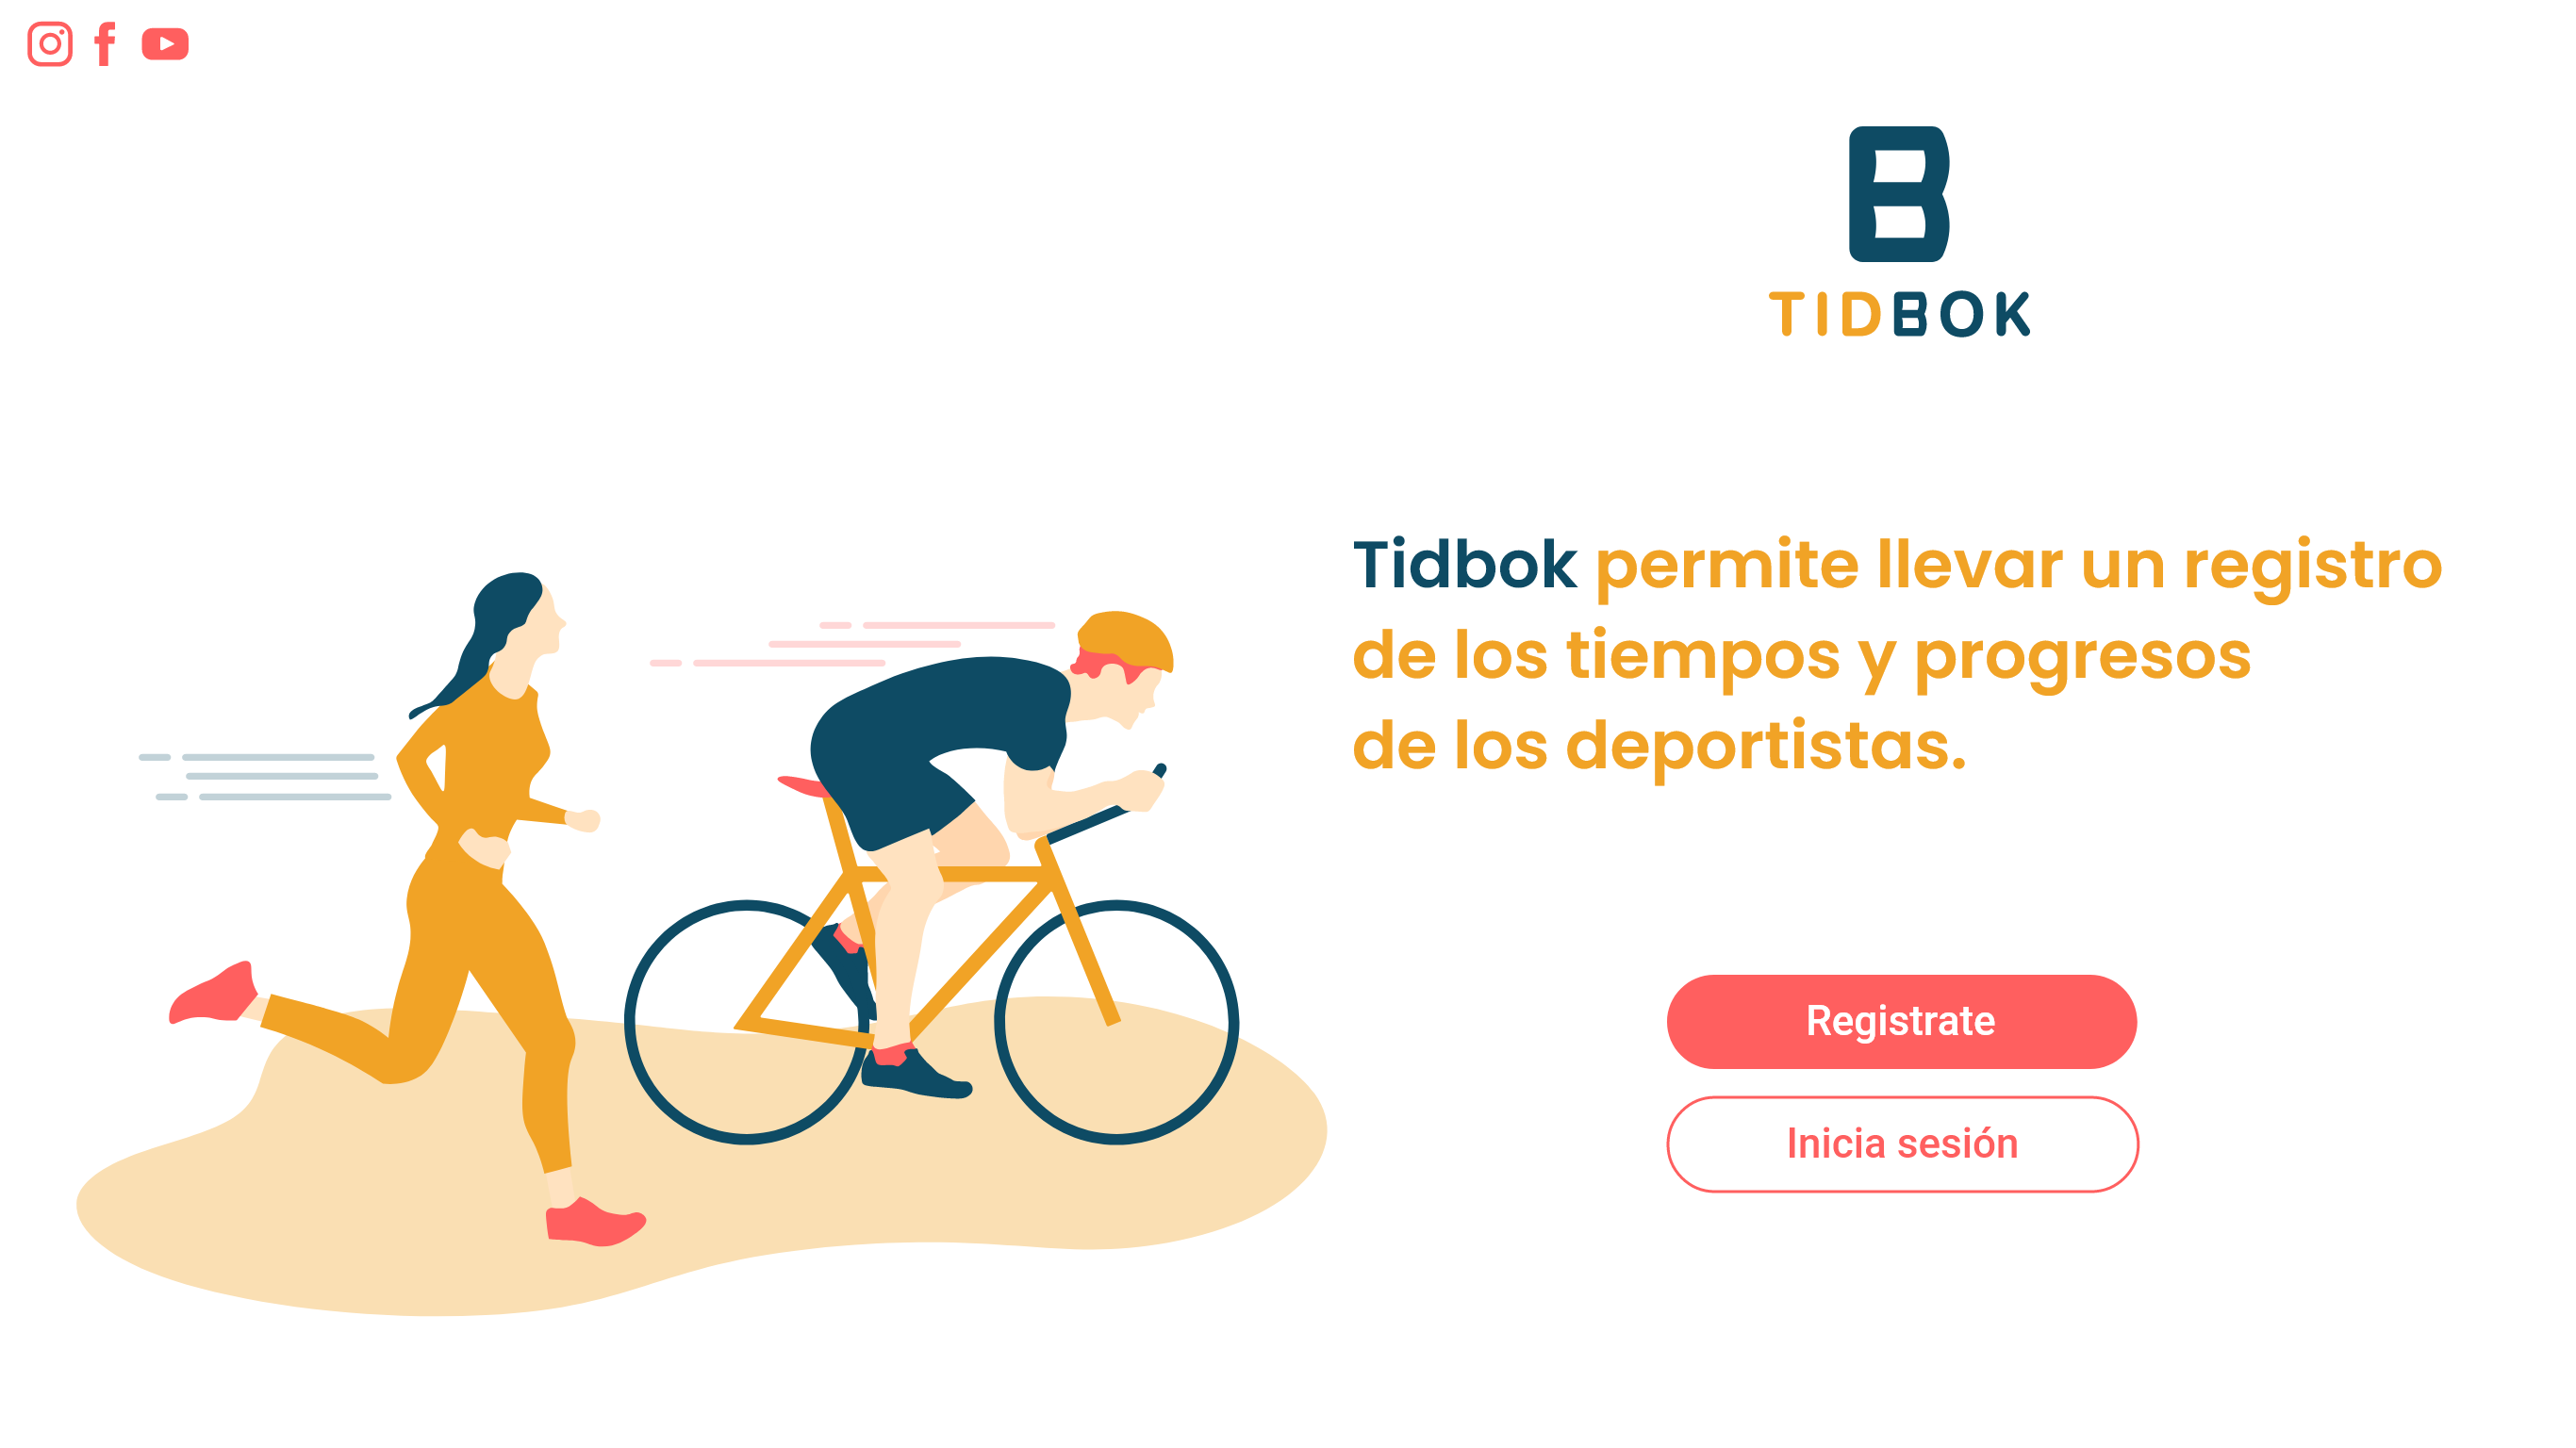 TIDBOK
Tidbok permite llevar un registro
de los tiempos y progresos
de los deportistas.
Registrate
Inicia sesión